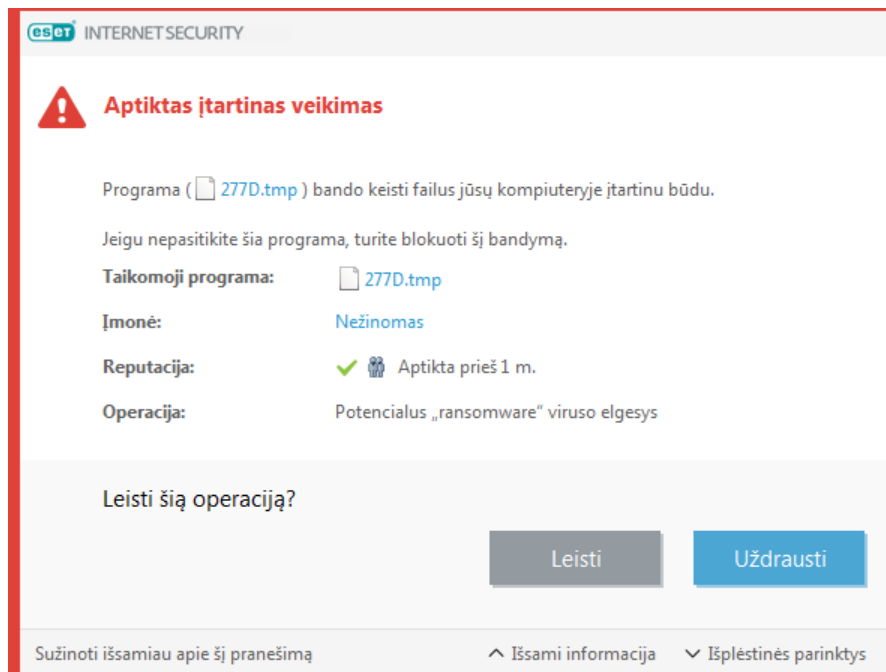 eset INTERNET SECURITY
Aptiktas įtartinas veikimas
Programa ( 277D.tmp ) bando keisti failus jūsų kompiuteryje įtartinu būdu.
Jeigu nepasitikite šia programa, turite blokuoti šį bandymą.
Taikomoji programa: 277D.tmp
Įmonė: Nežinomas
Reputacija: Aptikta prieš 1 m.
Operacija: Potencialus „ransomware“ viruso elgesys
Leisti šią operaciją?
Leisti Uždrausti
Sužinoti išsamiau apie šį pranešimą Išsami informacija Išplėstinės parinktys